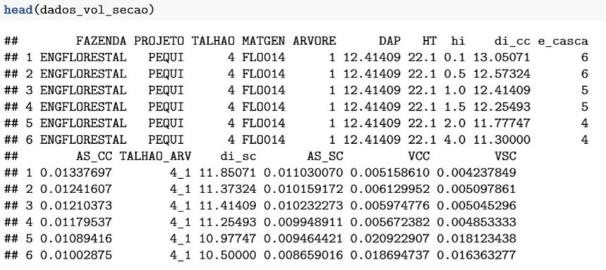 head(dados_vol_secao)
## FAZENDA PROJETO TALHAO MATGEN ARVORE DAP HT hi di_cc e_casca
## 1 ENGFLORESTAL PEQUI 4 FL0014 1 12.41409 22.1 0.1 13.05071 6
## 2 ENGFLORESTAL PEQUI 4 FL0014 1 12.41409 22.1 0.5 12.57324 6
## 3 ENGFLORESTAL PEQUI 4 FL0014 1 12.41409 22.1 1.0 12.41409 5
## 4 ENGFLORESTAL PEQUI 4 FL0014 1 12.41409 22.1 1.5 12.25493 5
## 5 ENGFLORESTAL PEQUI 4 FL0014 1 12.41409 22.1 2.0 11.77747 4
## 6 ENGFLORESTAL PEQUI 4 FL0014 1 12.41409 22.1 4.0 11.30000 4
## AS_CC TALHAO_ARV di_sc AS_SC VCC VSC
## 1 0.01337697 4_1 11.85071 0.011030070 0.005158610 0.004237849
## 2 0.01241607 4_1 11.37324 0.010159172 0.006129952 0.005097861
## 3 0.01210373 4_1 11.41409 0.010232273 0.005974776 0.005045296
## 4 0.01179537 4_1 11.25493 0.009948911 0.005672382 0.004853333
## 5 0.01089416 4_1 10.97747 0.009464421 0.020922907 0.018123438
## 6 0.01002875 4_1 10.50000 0.008659016 0.018694737 0.016363277